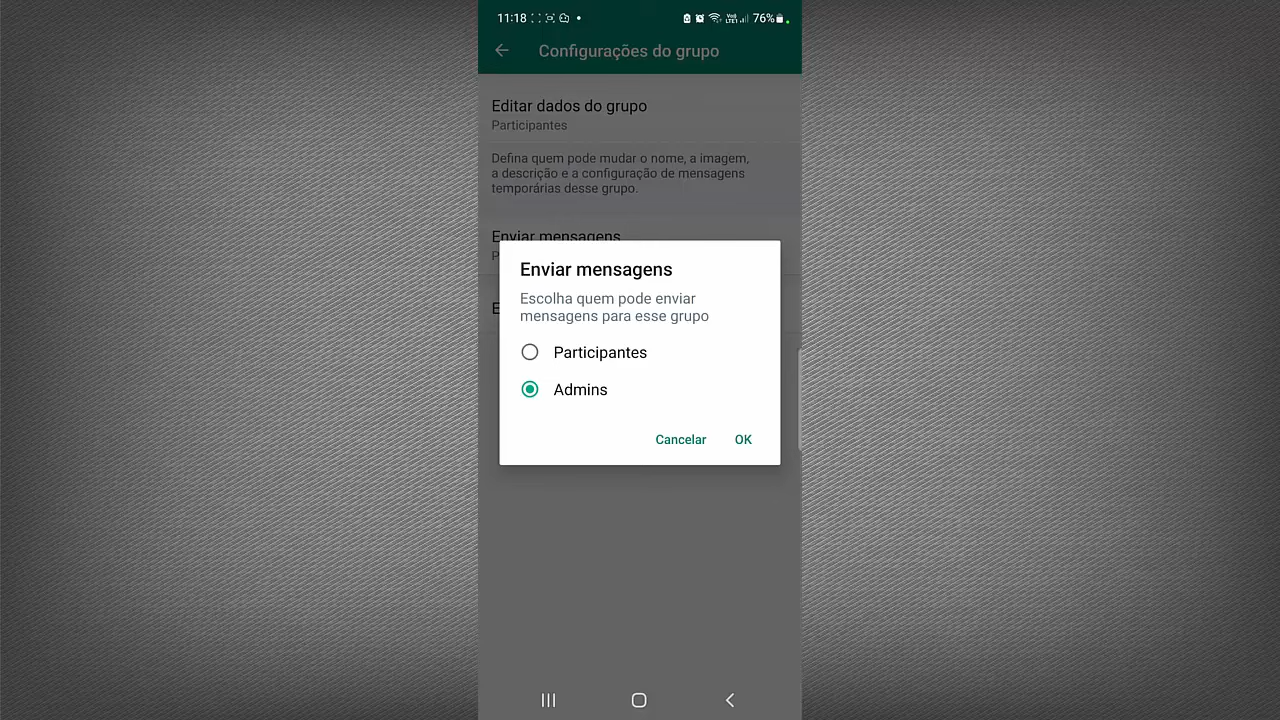 11:18
76%
Configurações do grupo
Editar dados do grupo
Participantes
Defina quem pode mudar o nome, a imagem,
a descrição e a configuração de mensagens
temporárias desse grupo.
Enviar mensagens
Enviar mensagens
Escolha quem pode enviar
mensagens para esse grupo
Participantes
Admins
Cancelar OK